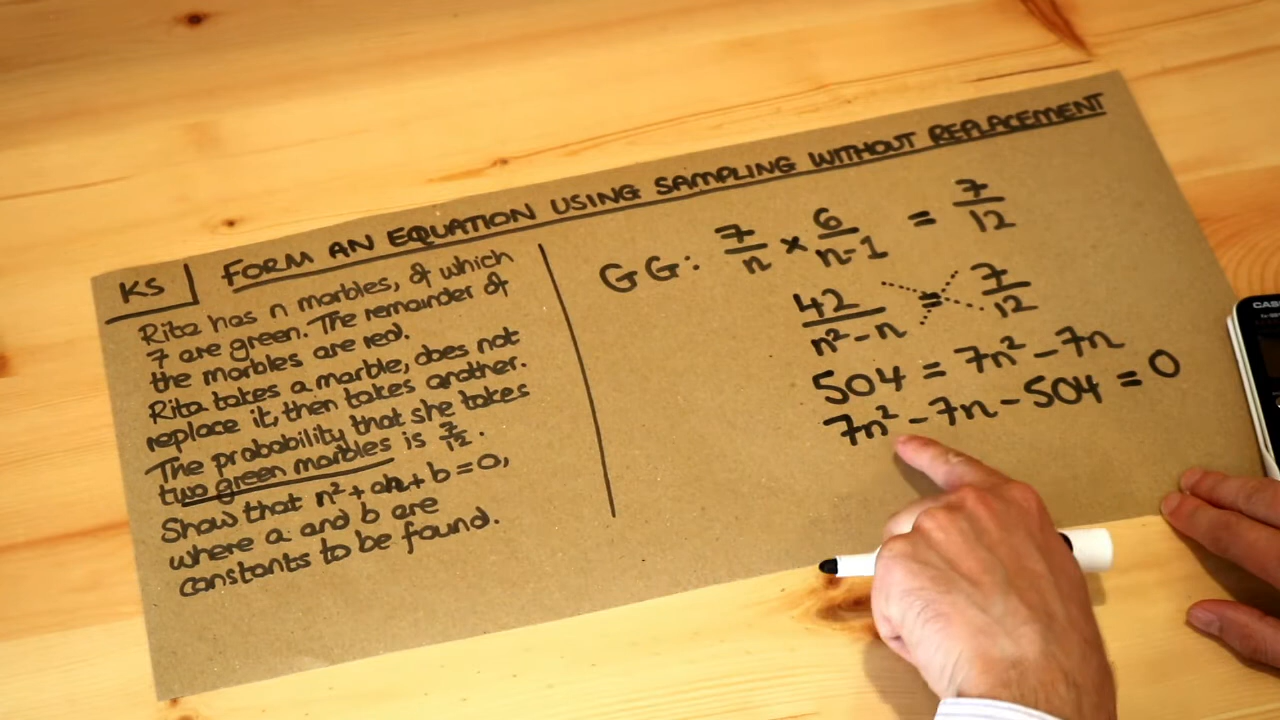 FORM AN EQUATION USING SAMPLING WITHOUT REPLACEMENT
KS
Rita has n marbles, of which
7 are green. The remainder of
the marbles are red.
Rita takes a marble, does not
replace it, then takes another.
The probability that she takes
two green marbles is 7/12.
Show that n² + an + b = 0,
where a and b are
constants to be found.
GG: 7/n × 6/n-1 = 7/12
42/n² - n = 7/12
504 = 7n² - 7n
7n² - 7n - 504 = 0
CAS